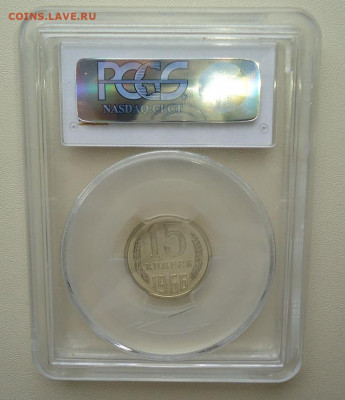 COINS.LAVE.RU
PCGS
NASDAQ:CLCT
15
КОПЕЕК
1966